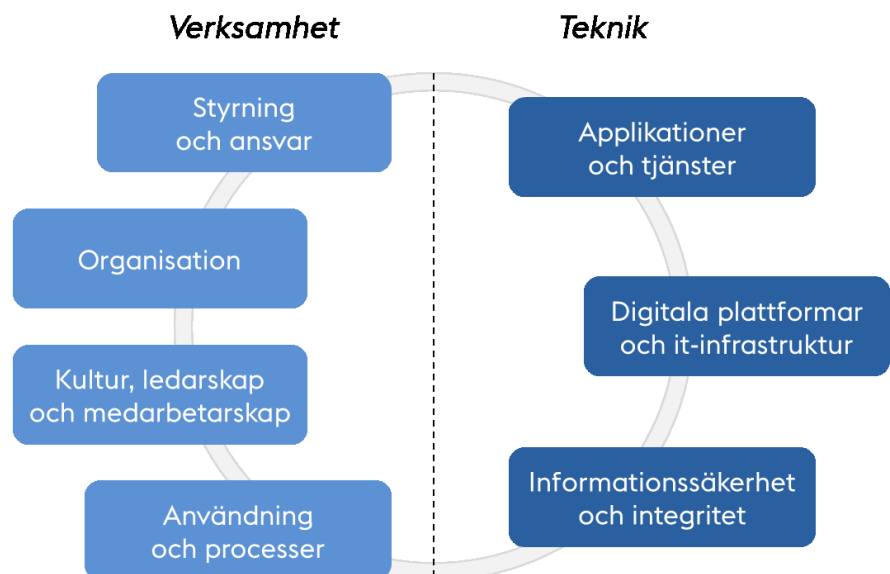 Verksamhet
Teknik
Styrning
och ansvar
Organisation
Kultur, ledarskap
och medarbetarskap
Användning
och processer
Applikationer
och tjänster
Digitala plattformar
och it-infrastruktur
Informationssäkerhet
och integritet